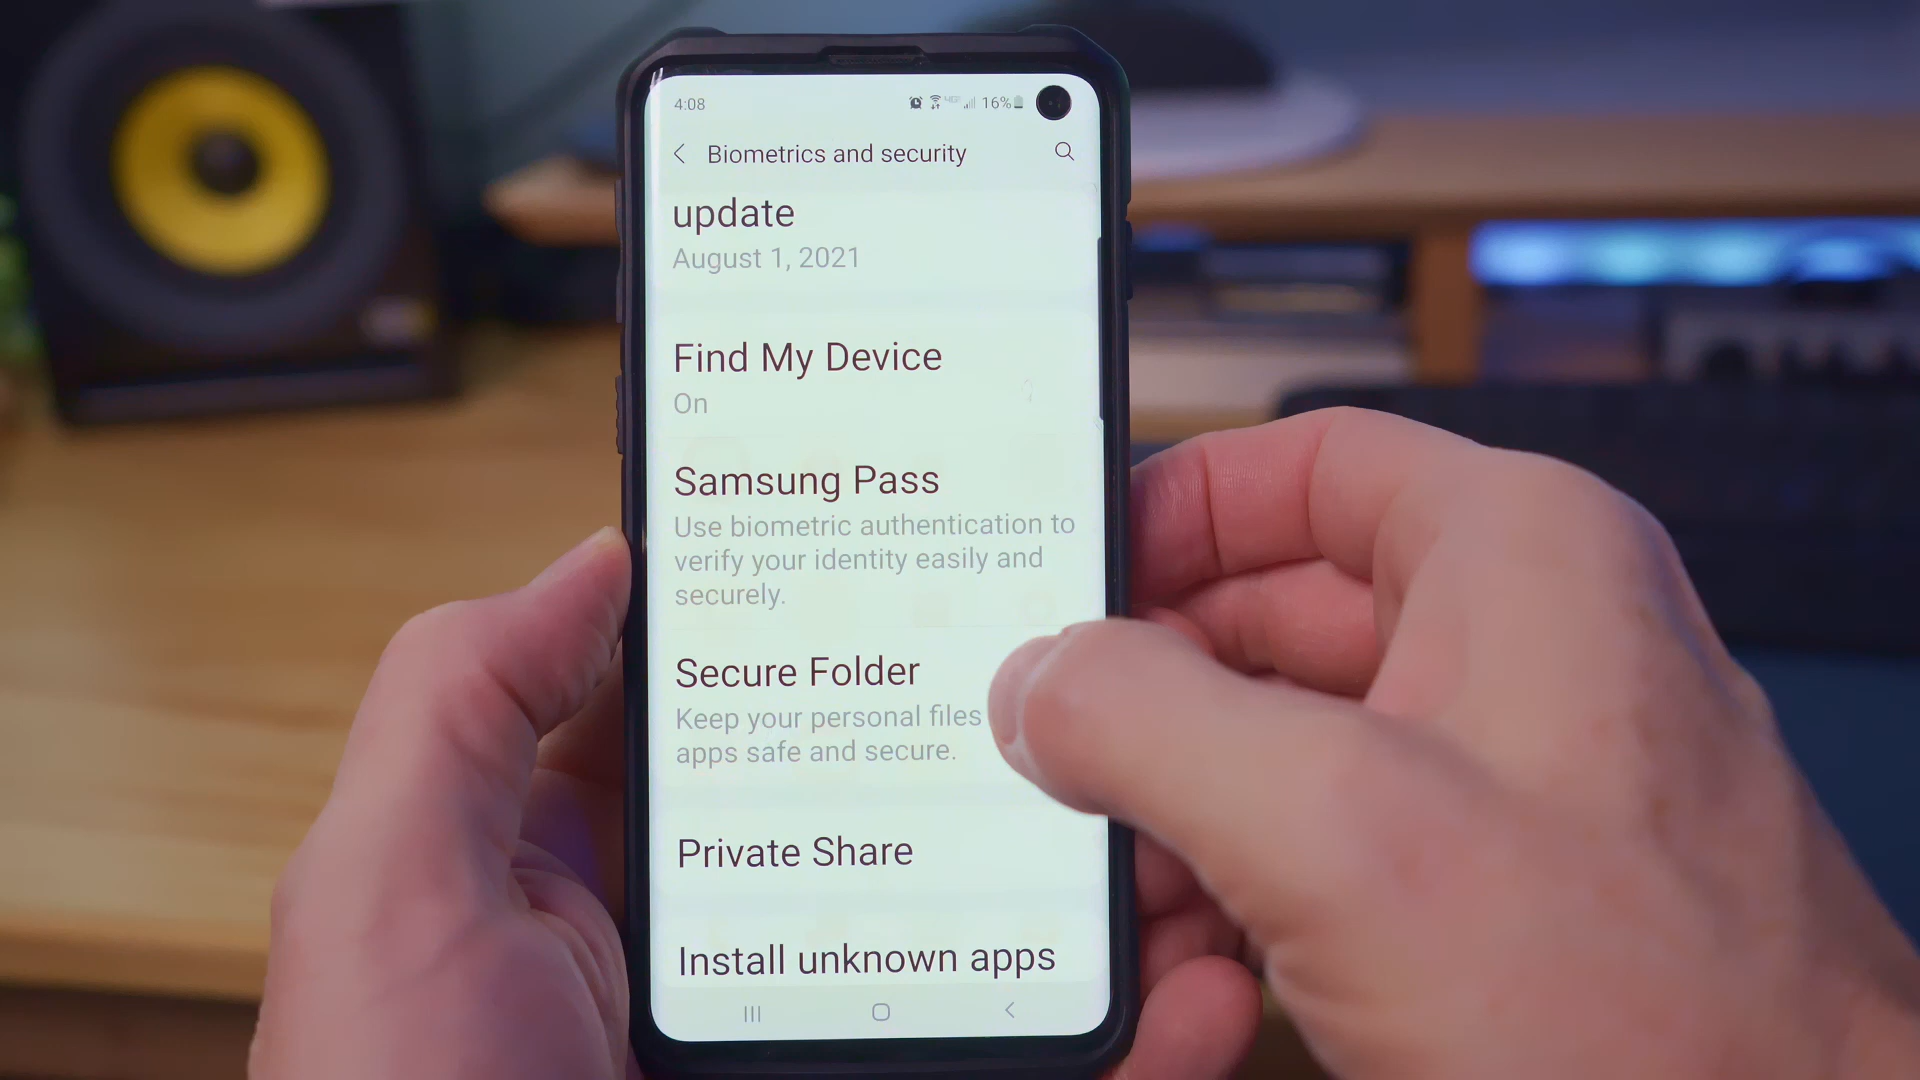 4:08
16%
Biometrics and security
update
August 1, 2021
Find My Device
On
Samsung Pass
Use biometric authentication to
verify your identity easily and
securely.
Secure Folder
Keep your personal files
apps safe and secure.
Private Share
Install unknown apps